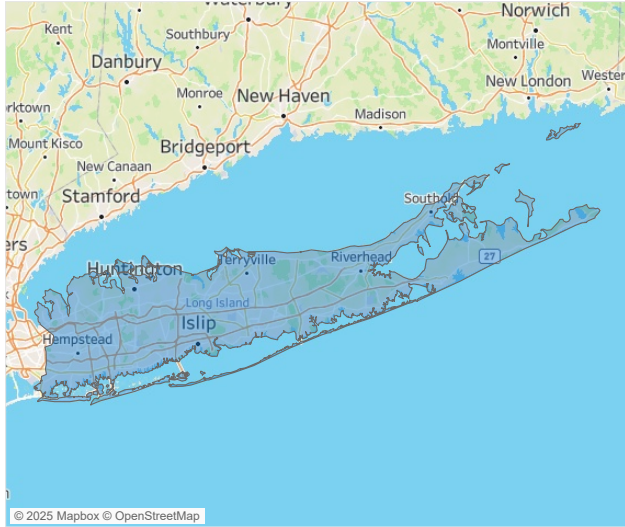 Waterbury
Norwich
Kent
Southbury
Montville
Danbury
New London
Wester
Monroe
New Haven
rktown
Madison
Mount Kisco
Bridgeport
New Canaan
town
Stamford
Southold
ers
27
Riverhead
Terryville
Huntington
Long Island
Islip
Hempstead
k
n
© 2025 Mapbox © OpenStreetMap